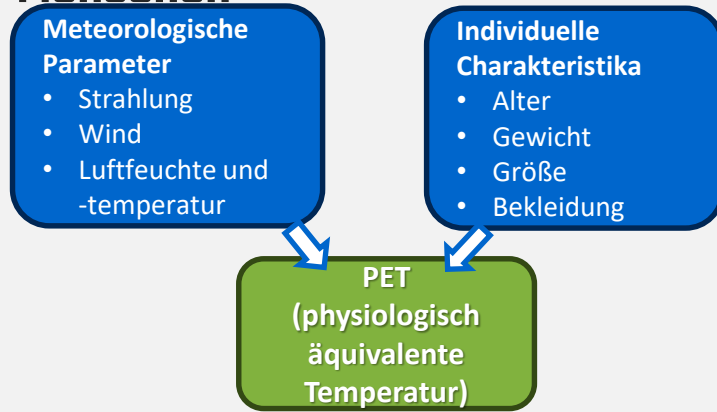 Meteorologische
Parameter
• Strahlung
• Wind
• Luftfeuchte und
-temperatur
Individuelle
Charakteristika
• Alter
• Gewicht
• Größe
• Bekleidung
PET
(physiologisch
äquivalente
Temperatur)